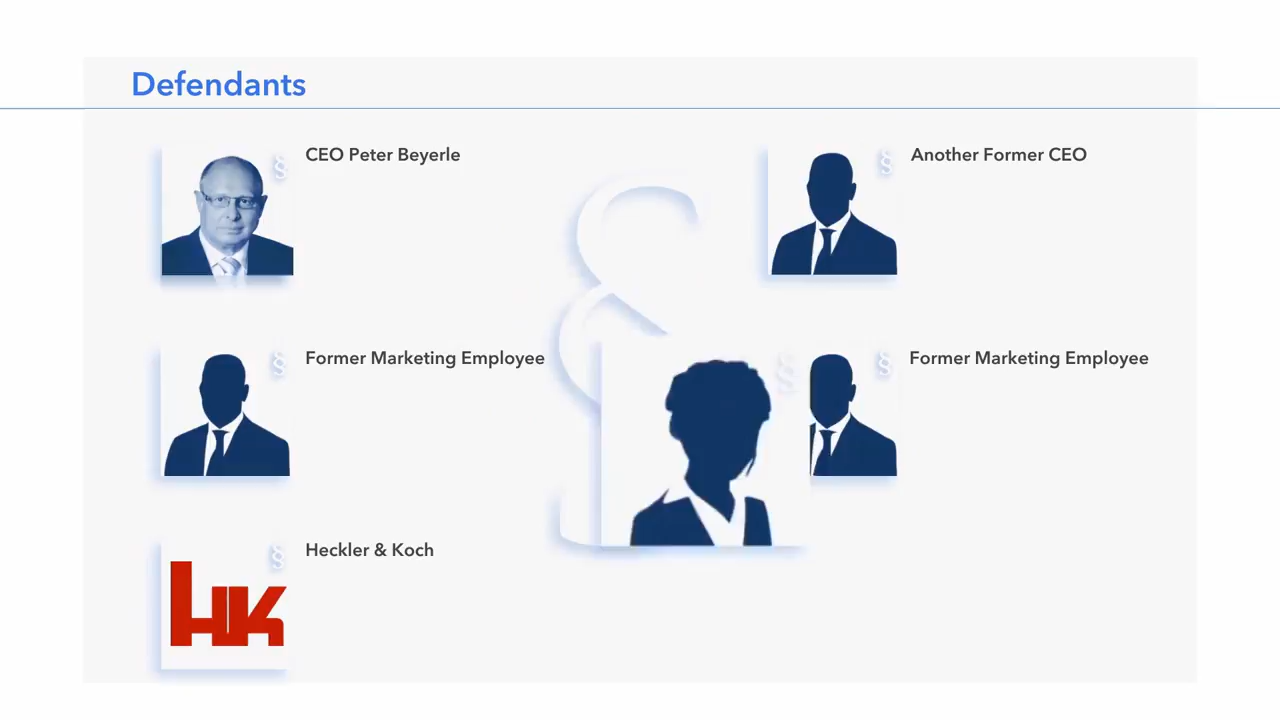 Defendants
§
CEO Peter Beyerle
§
Another Former CEO
§
Former Marketing Employee
§
§
Former Marketing Employee
§
§
Heckler & Koch
HK